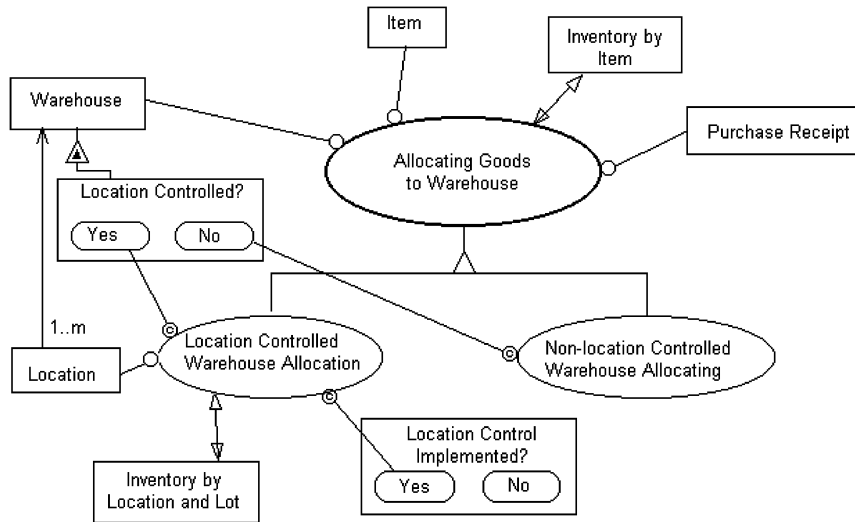 Item
Inventory by
Item
Warehouse
Purchase Receipt
Allocating Goods
to Warehouse
Location Controlled?
Yes
No
1..m
Location
Location Controlled
Warehouse Allocation
Non-location Controlled
Warehouse Allocating
Location Control
Implemented?
Yes
No
Inventory by
Location and Lot